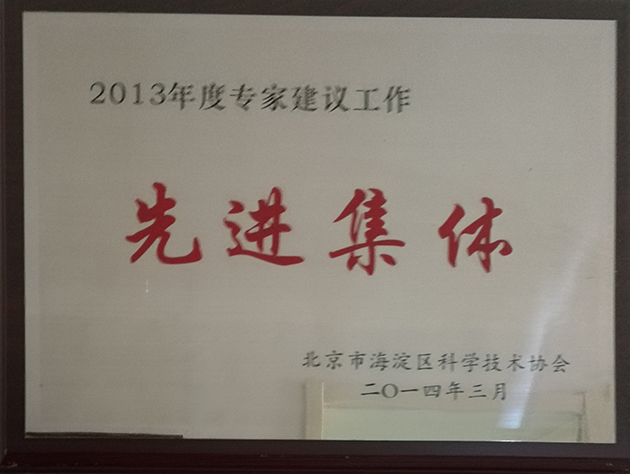 2013年度专家建议工作
先进集体
北京市海淀区科学技术协会
二〇一四年三月